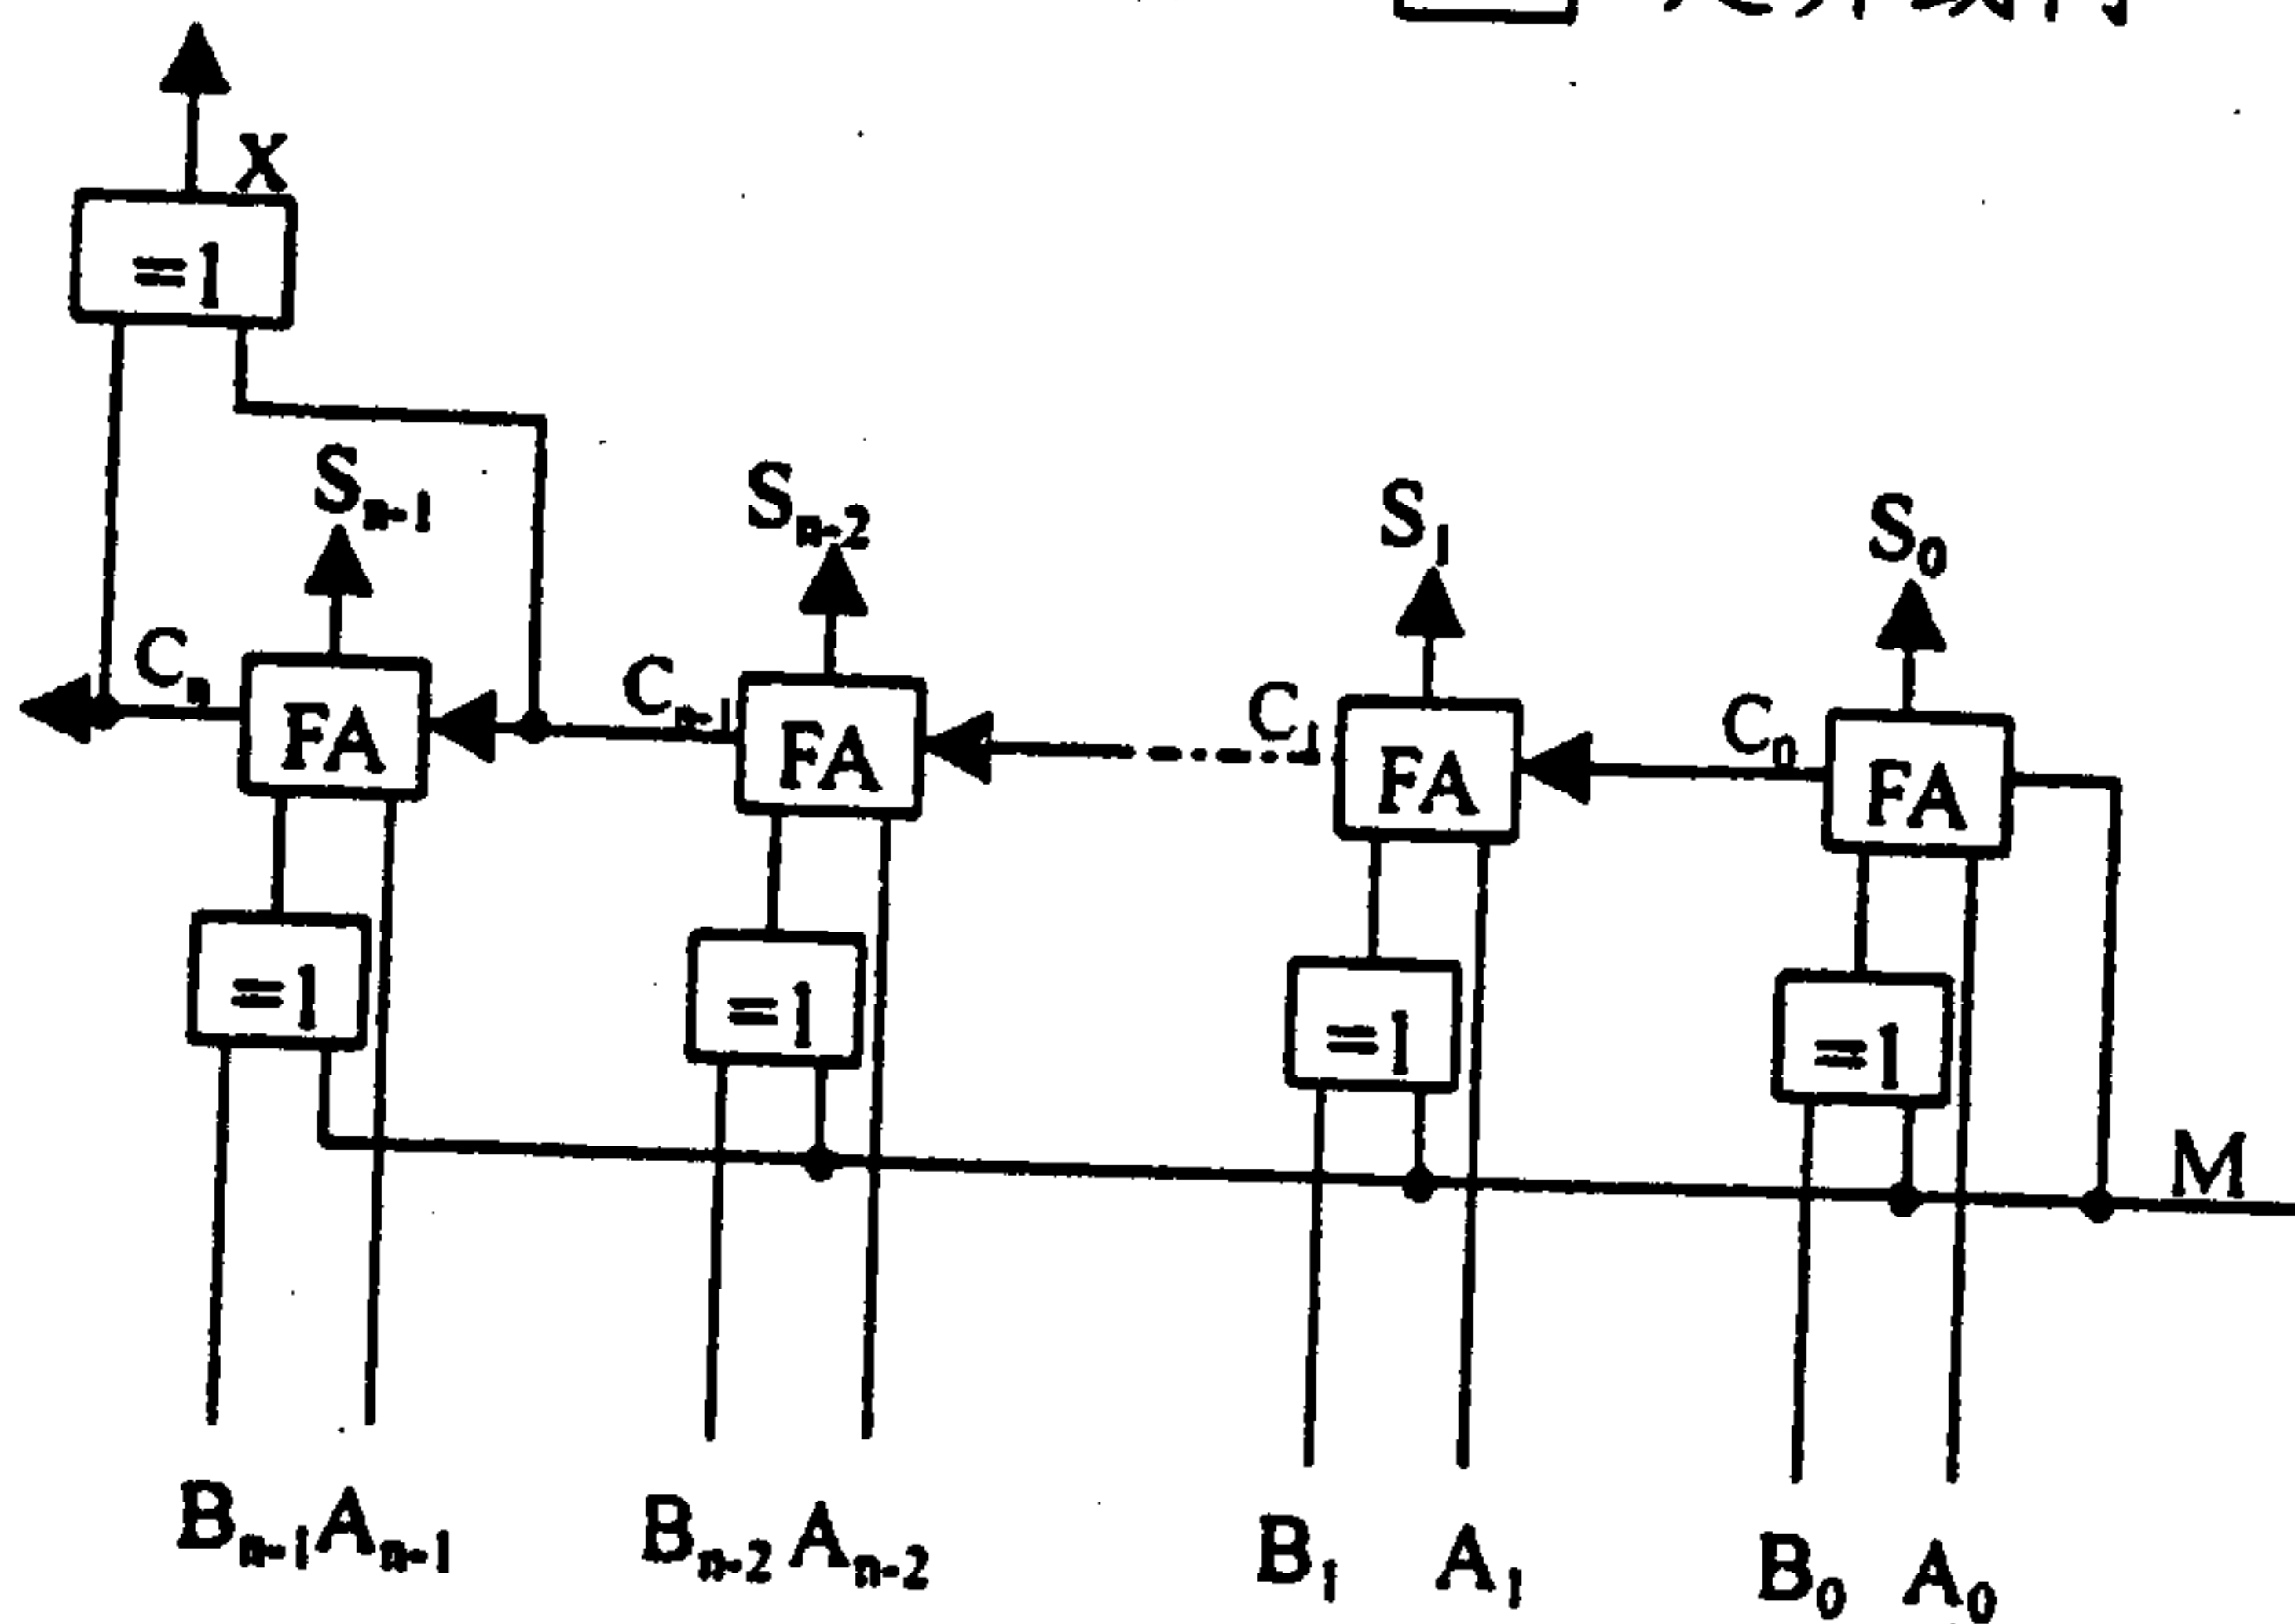 X
=1
Sn-1 Sn-2 S1 S0
Cn FA Cn-1 FA C1 FA C0 FA
=1 =1 =1 =1
M
Bn-1 An-1 Bn-2 An-2 B1 A1 B0 A0